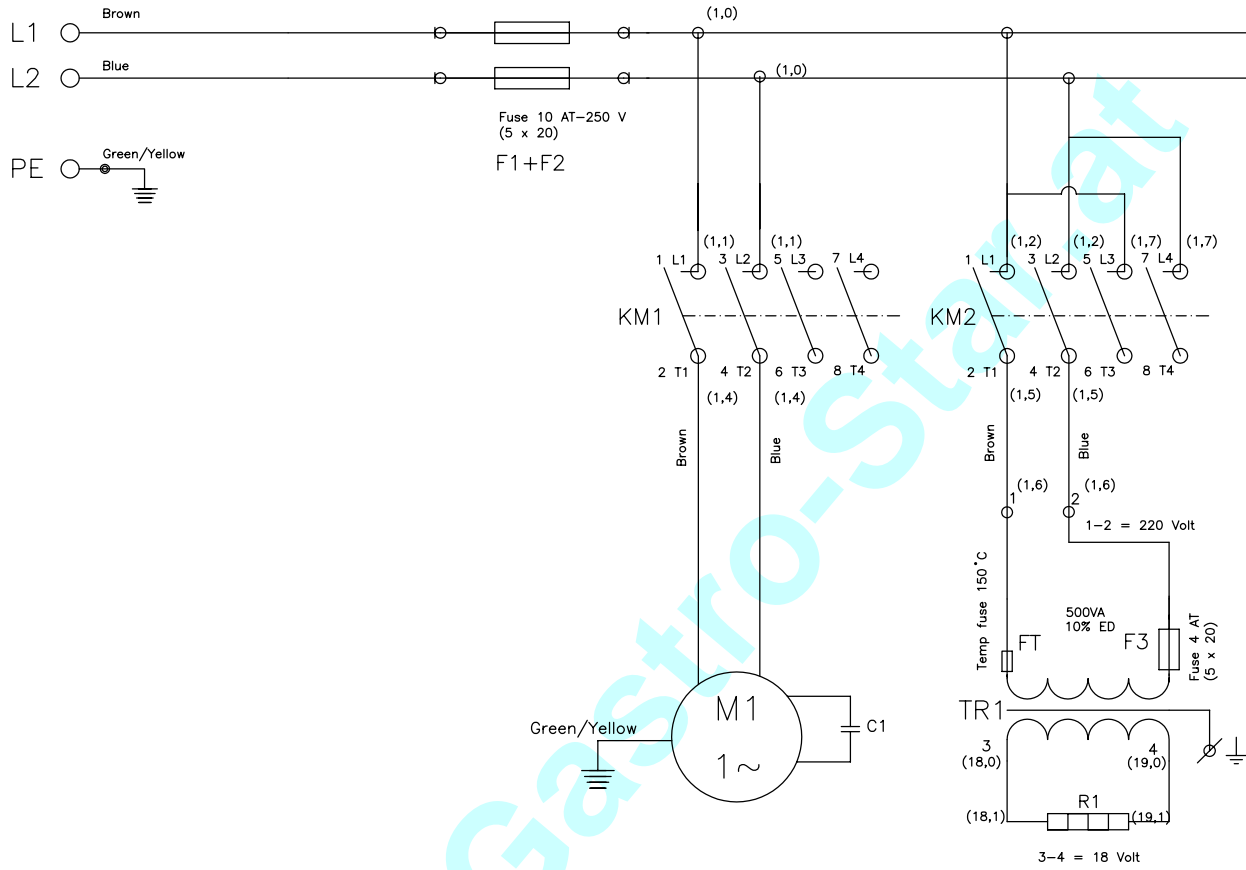 Brown
L1
(1,0)
Blue
L2
(1,0)
Fuse 10 AT-250 V
(5 x 20)
F1+F2
Green/Yellow
PE
(1,1) (1,1)
(1,2) (1,2) (1,7) (1,7)
1 L1 3 L2 5 L3 7 L4
1 L1 3 L2 5 L3 7 L4
KM1
KM2
2 T1 4 T2 6 T3 8 T4
2 T1 4 T2 6 T3 8 T4
(1,4) (1,4)
(1,5) (1,5)
Brown
Blue
Brown
Blue
1 (1,6)
2 (1,6)
1-2 = 220 Volt
Temp fuse 150°C
FT
500VA
10% ED
F3
Fuse 4 AT
(5 x 20)
M1
1~
C1
Green/Yellow
TR1
3
(18,0)
4
(19,0)
R1
(18,1)
(19,1)
3-4 = 18 Volt
Gastro-Star.at